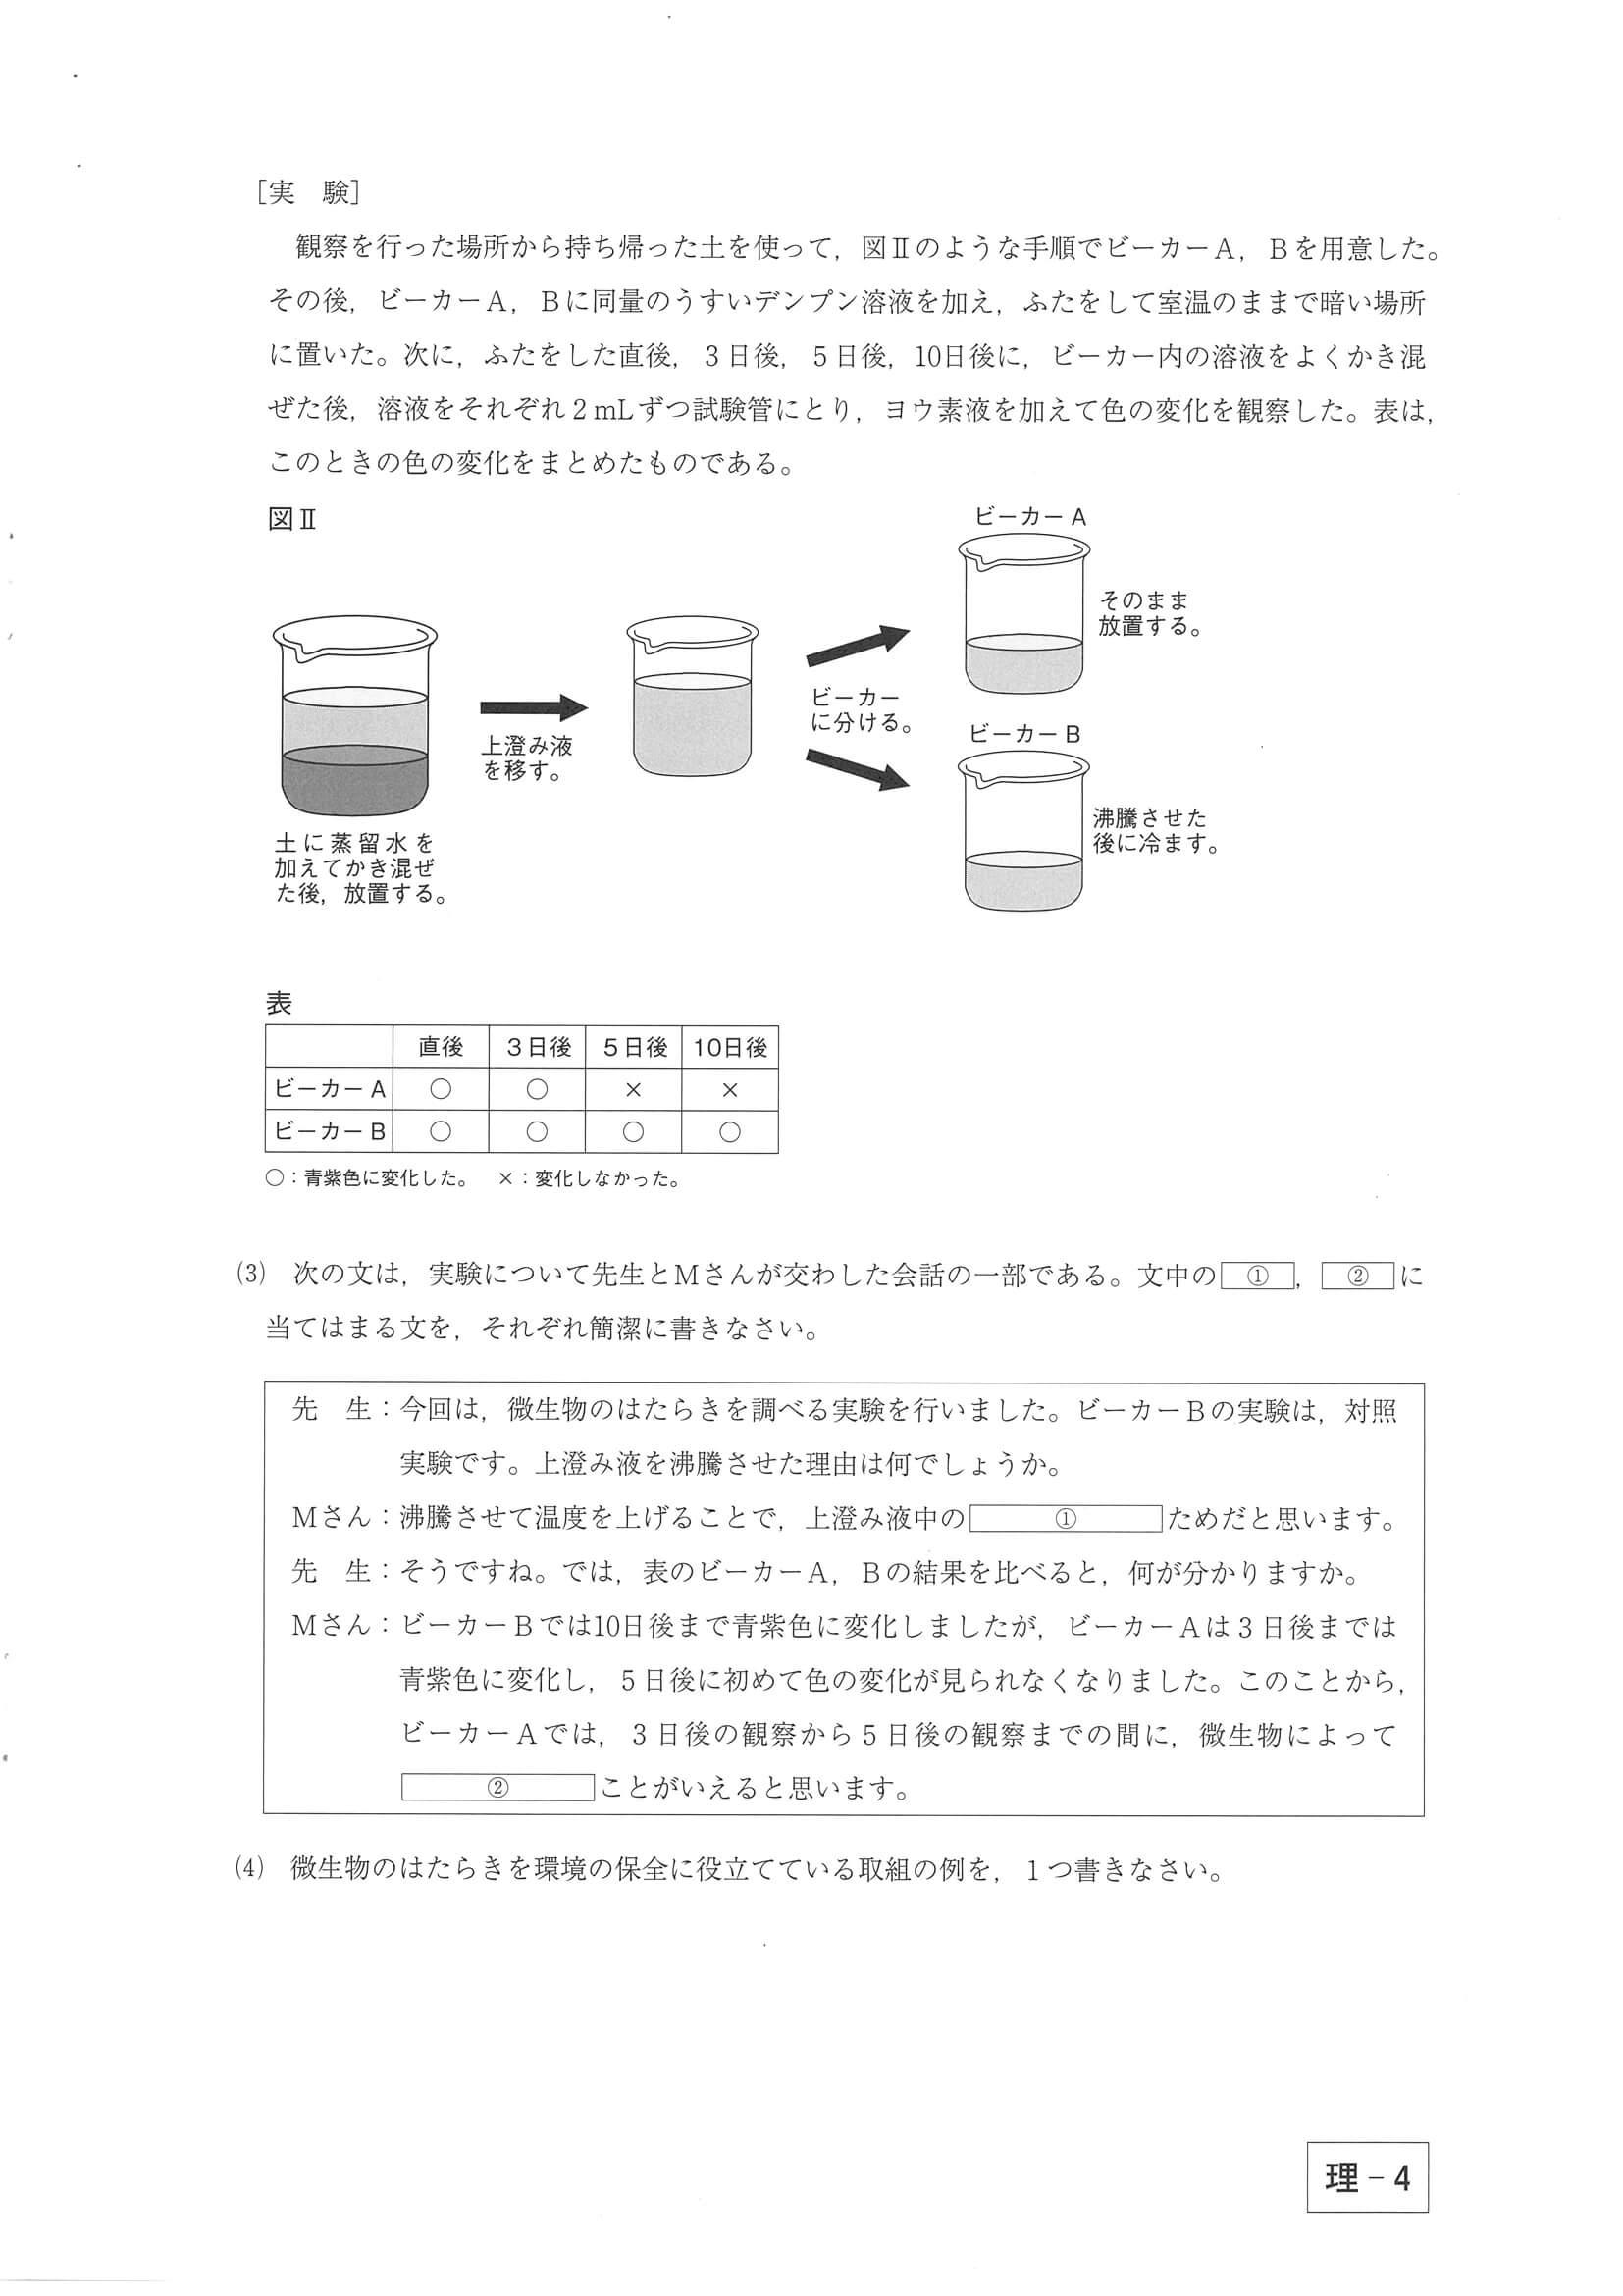 ［実　験］
観察を行った場所から持ち帰った土を使って，図Ⅱのような手順でビーカーＡ，Ｂを用意した。
その後，ビーカーＡ，Ｂに同量のうすいデンプン溶液を加え，ふたをして室温のままで暗い場所
に置いた。次に，ふたをした直後，３日後，５日後，10日後に，ビーカー内の溶液をよくかき混
ぜた後，溶液をそれぞれ２mLずつ試験管にとり，ヨウ素液を加えて色の変化を観察した。表は，
このときの色の変化をまとめたものである。
図Ⅱ
土に蒸留水を
加えてかき混ぜ
た後，放置する。
上澄み液
を移す。
ビーカー
に分ける。
ビーカーＡ
そのまま
放置する。
ビーカーＢ
沸騰させた
後に冷ます。
表
直後　３日後　５日後　10日後
ビーカーＡ　○　○　×　×
ビーカーＢ　○　○　○　○
○：青紫色に変化した。　×：変化しなかった。
(3)　次の文は，実験について先生とＭさんが交わした会話の一部である。文中の ① ， ② に
当てはまる文を，それぞれ簡潔に書きなさい。
先　生：今回は，微生物のはたらきを調べる実験を行いました。ビーカーＢの実験は，対照
実験です。上澄み液を沸騰させた理由は何でしょうか。
Ｍさん：沸騰させて温度を上げることで，上澄み液中の ① ためだと思います。
先　生：そうですね。では，表のビーカーＡ，Ｂの結果を比べると，何が分かりますか。
Ｍさん：ビーカーＢでは10日後まで青紫色に変化しましたが，ビーカーＡは３日後までは
青紫色に変化し，５日後に初めて色の変化が見られなくなりました。このことから，
ビーカーＡでは，３日後の観察から５日後の観察までの間に，微生物によって
② ことがいえると思います。
(4)　微生物のはたらきを環境の保全に役立てている取組の例を，１つ書きなさい。
理－4